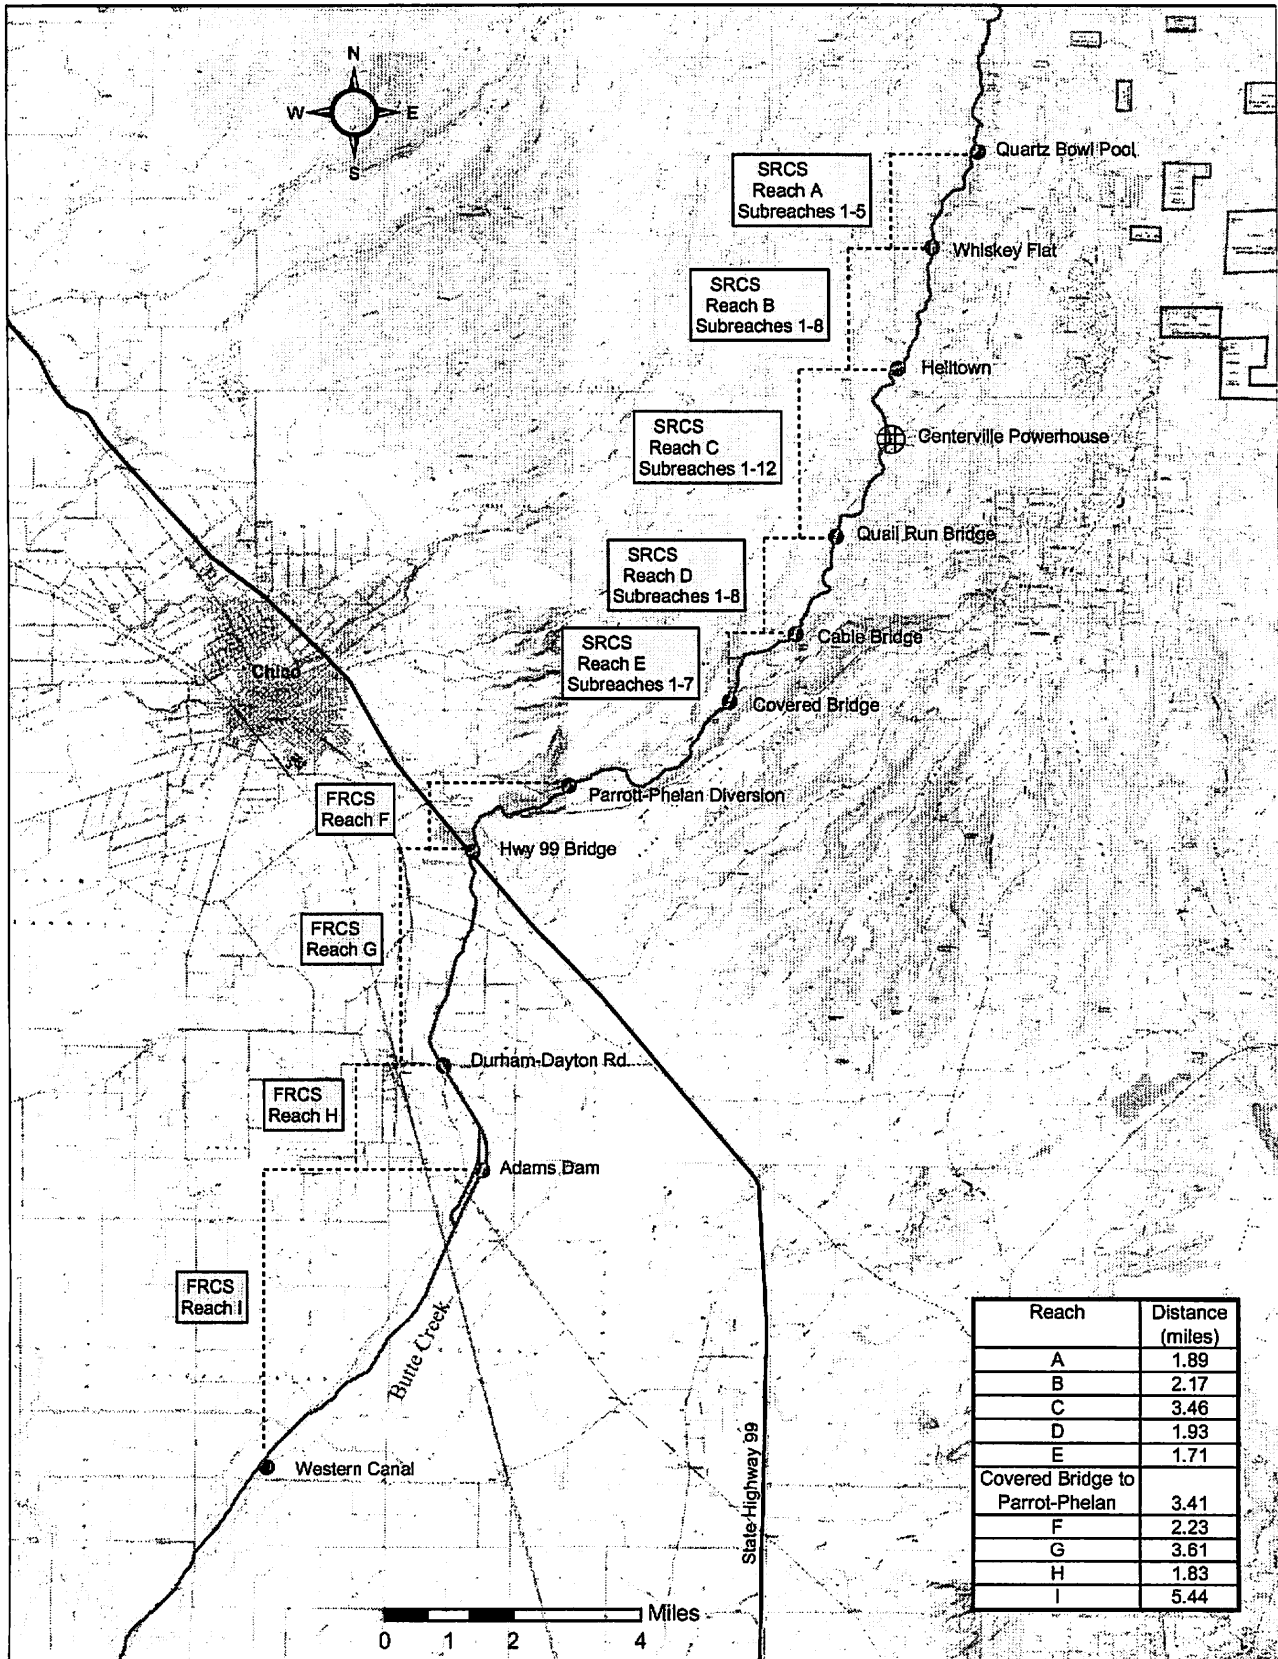 N
W E
S
Quartz Bowl Pool
SRCS
Reach A
Subreaches 1-5
Whiskey Flat
SRCS
Reach B
Subreaches 1-8
Helltown
SRCS
Reach C
Subreaches 1-12
Centerville Powerhouse
Quail Run Bridge
SRCS
Reach D
Subreaches 1-8
Cable Bridge
SRCS
Reach E
Subreaches 1-7
Chico
Covered Bridge
Parrott-Phelan Diversion
FRCS
Reach F
Hwy 99 Bridge
FRCS
Reach G
Durham-Dayton Rd
FRCS
Reach H
Adams Dam
FRCS
Reach I
Butte Creek
Western Canal
State Highway 99
Reach Distance
(miles)
A 1.89
B 2.17
C 3.46
D 1.93
E 1.71
Covered Bridge to
Parrot-Phelan 3.41
F 2.23
G 3.61
H 1.83
I 5.44
Miles
0 1 2 4